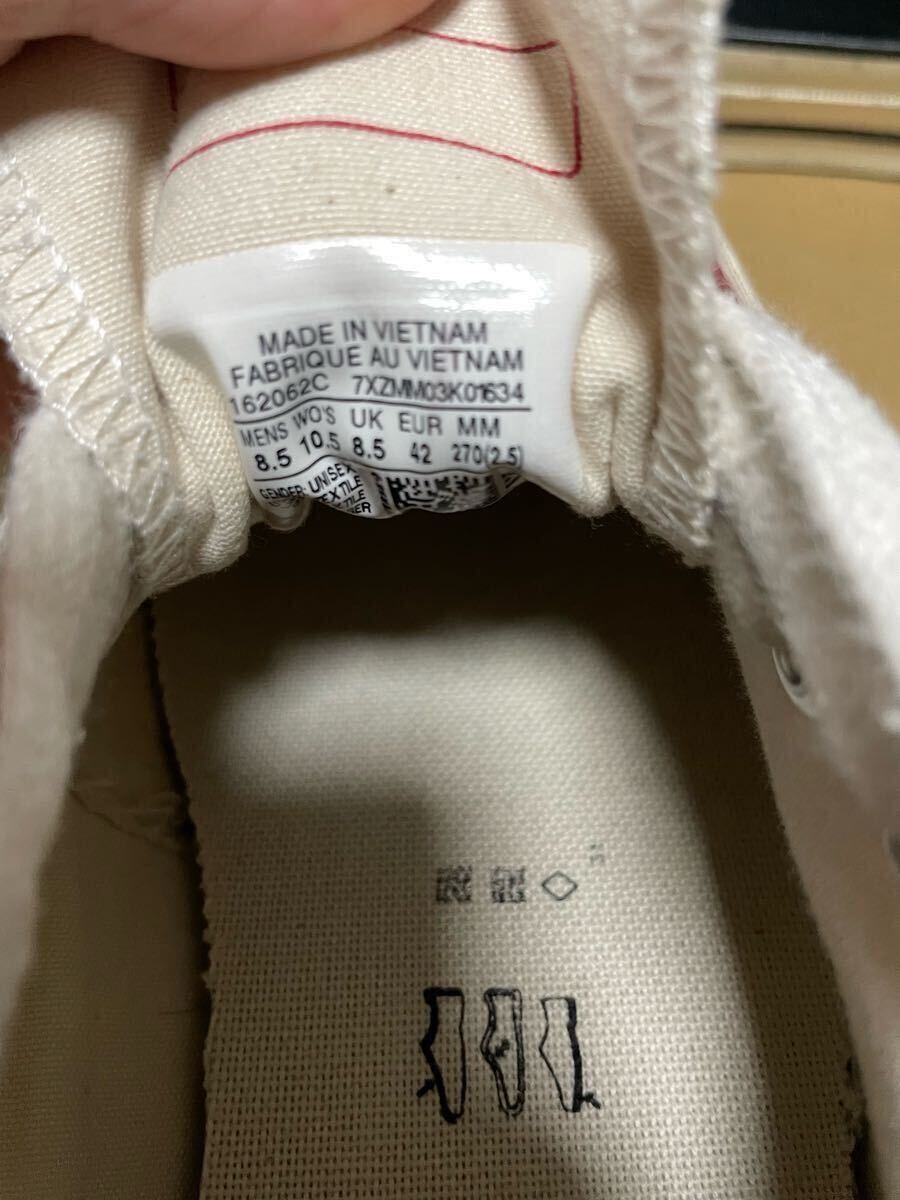 MADE IN VIETNAM
FABRIQUE AU VIETNAM
162062C 7XZMM03K01634
MENS WO'S UK EUR MM
8.5 10.5 8.5 42 270(2.5)
GENDER: UNISEX